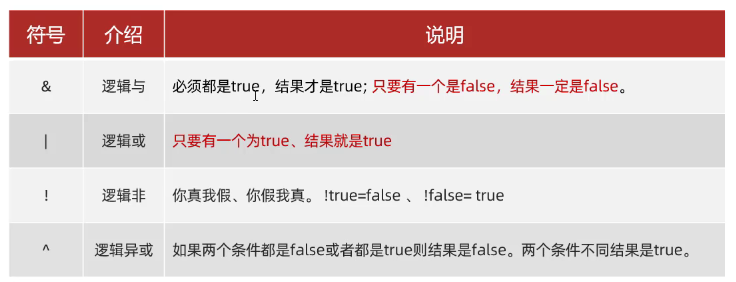 符号 介绍 说明
& 逻辑与 必须都是true，结果才是true; 只要有一个是false，结果一定是false。
| 逻辑或 只要有一个为true、结果就是true
! 逻辑非 你真我假、你假我真。 !true=false 、 !false= true
^ 逻辑异或 如果两个条件都是false或者都是true则结果是false。两个条件不同结果是true。